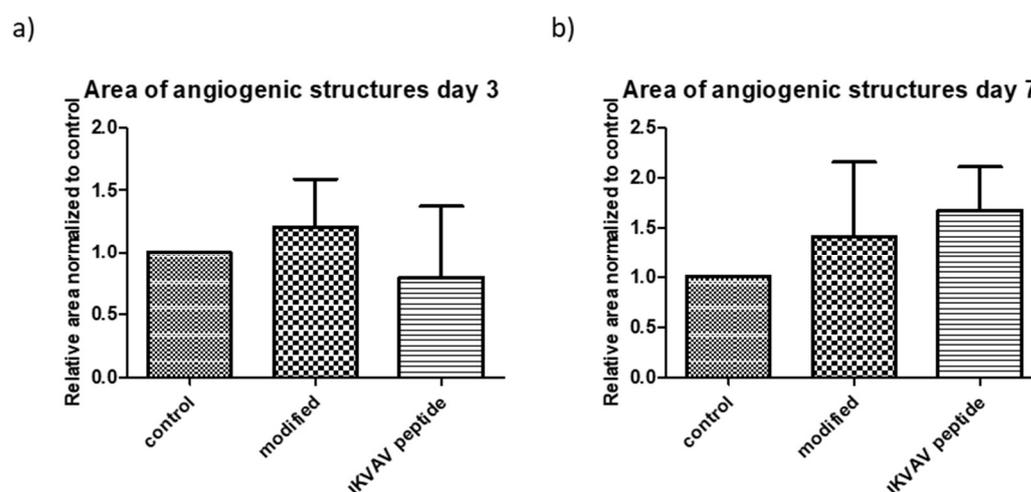 a)
Area of angiogenic structures day 3
Relative area normalized to control
2.0
1.5
1.0
0.5
0.0
control
modified
IKVAV peptide
b)
Area of angiogenic structures day 7
Relative area normalized to control
2.5
2.0
1.5
1.0
0.5
0.0
control
modified
IKVAV peptide